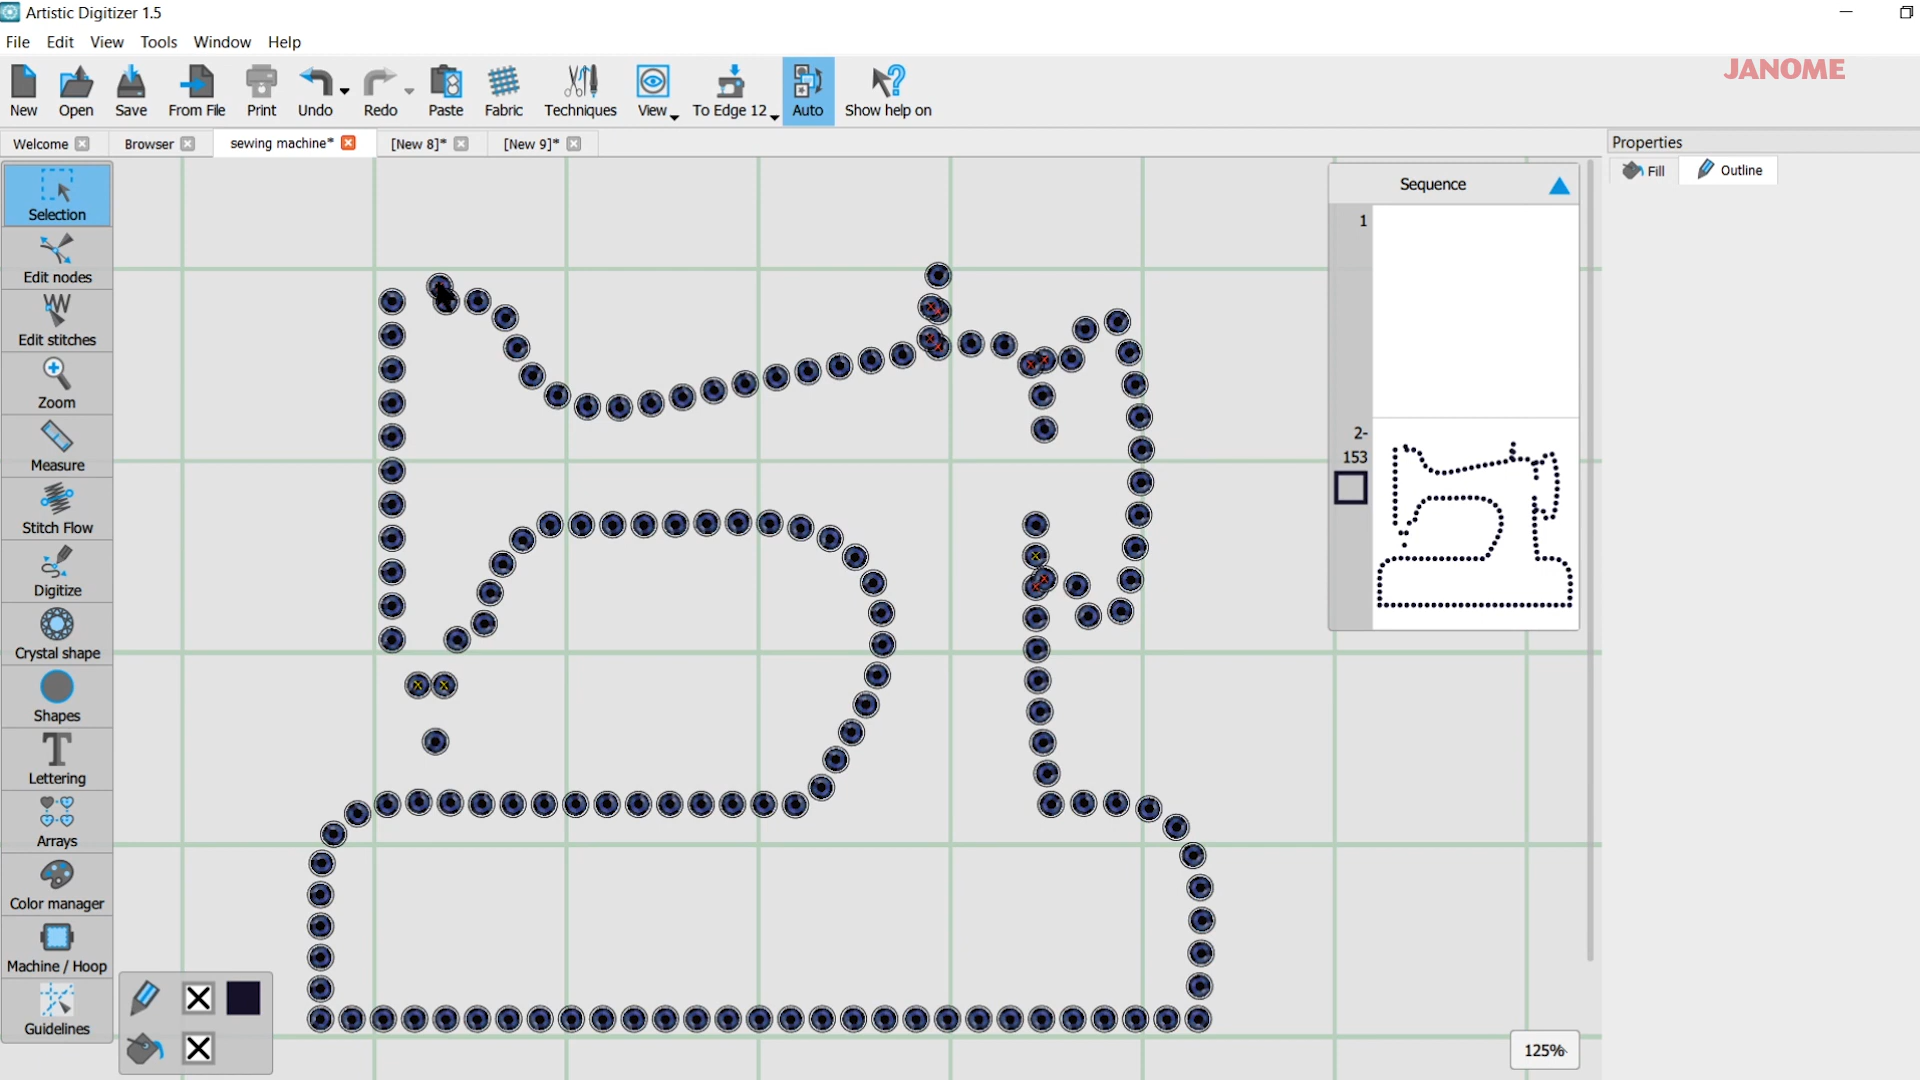 Artistic Digitizer 1.5
File Edit View Tools Window Help
JANOME
New Open Save From File Print Undo Redo Paste Fabric Techniques View To Edge 12 Auto Show help on
Welcome Browser sewing machine* [New 8]* [New 9]*
Properties
Fill Outline
Sequence
1
2-
153
Selection
Edit nodes
Edit stitches
Zoom
Measure
Stitch Flow
Digitize
Crystal shape
Shapes
Lettering
Arrays
Color manager
Machine / Hoop
Guidelines
125%